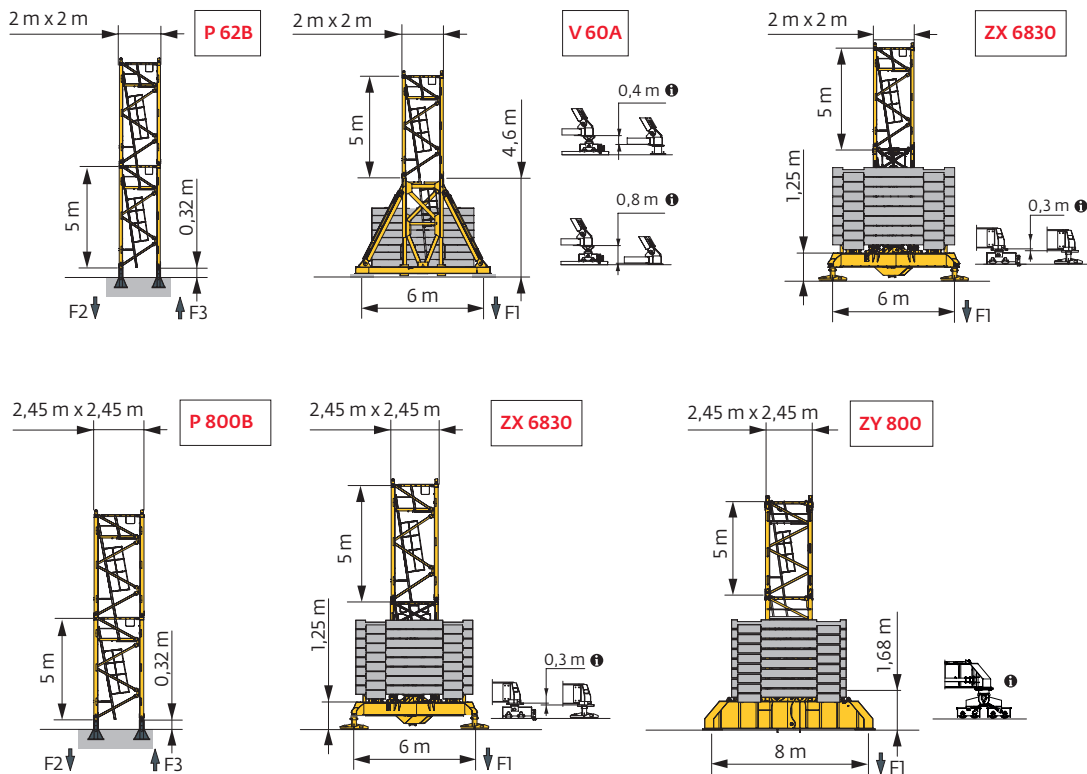 2 m x 2 m
P 62B
5 m
0,32 m
F2
F3
2 m x 2 m
V 60A
5 m
4,6 m
0,4 m i
0,8 m i
6 m
F1
2 m x 2 m
ZX 6830
5 m
1,25 m
0,3 m i
6 m
F1
2,45 m x 2,45 m
P 800B
5 m
0,32 m
F2
F3
2,45 m x 2,45 m
ZX 6830
5 m
1,25 m
0,3 m i
6 m
F1
2,45 m x 2,45 m
ZY 800
5 m
1,68 m
i
8 m
F1